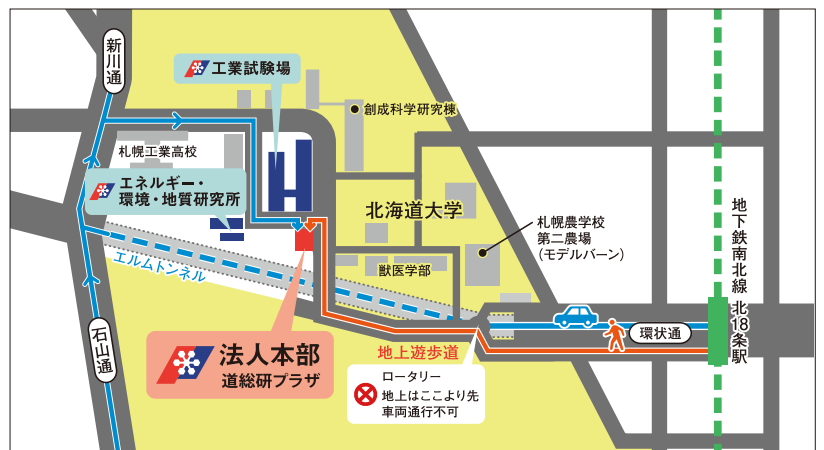 新川通
工業試験場
創成科学研究棟
札幌工業高校
エネルギー・
環境・地質研究所
北海道大学
札幌農学校
第二農場
(モデルバーン)
地下鉄南北線
北18条駅
エルムトンネル
獣医学部
石山通
法人本部
道総研プラザ
地上遊歩道
環状通
ロータリー
地上はここより先
車両通行不可